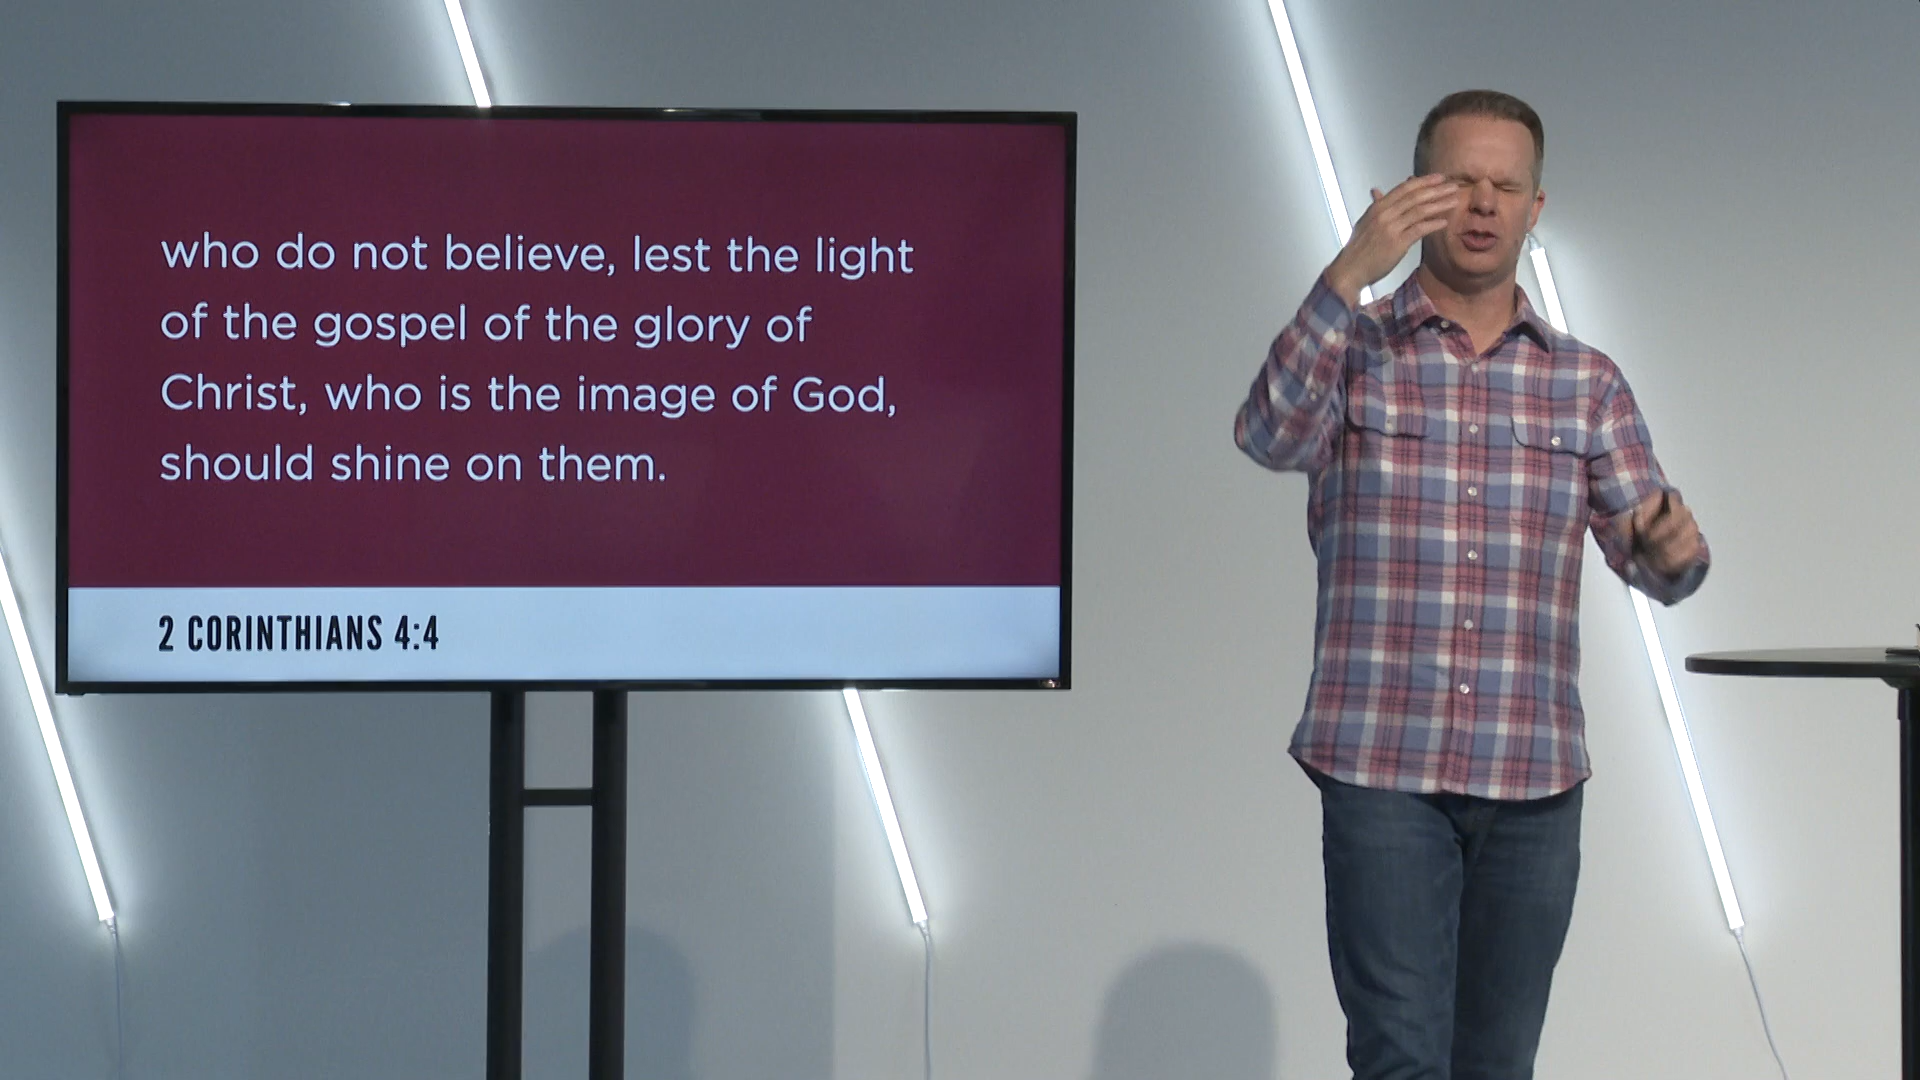 who do not believe, lest the light
of the gospel of the glory of
Christ, who is the image of God,
should shine on them.
2 CORINTHIANS 4:4